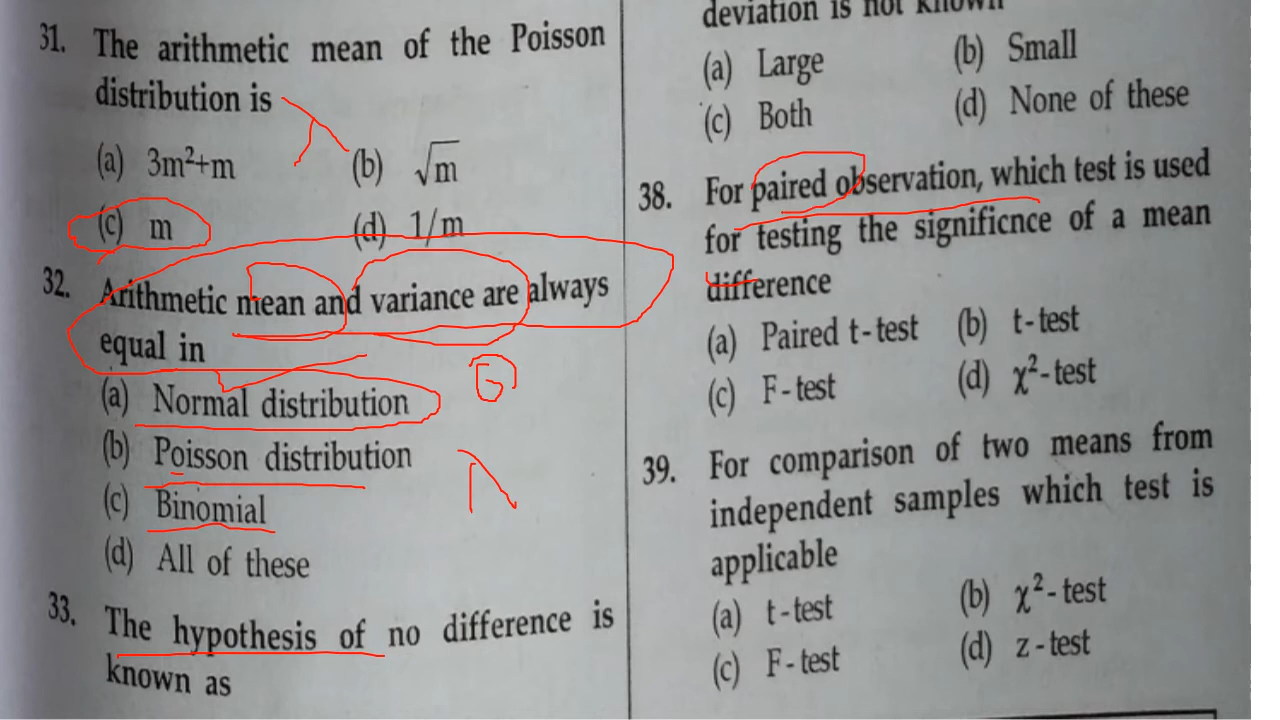 31. The arithmetic mean of the Poisson
distribution is λ
(a) 3m²+m (b) √m
(c) m (d) 1/m
32. Arithmetic mean and variance are always
equal in
(a) Normal distribution
(b) Poisson distribution
(c) Binomial
(d) All of these
33. The hypothesis of no difference is
known as
deviation is not known
(a) Large (b) Small
(c) Both (d) None of these
38. For paired observation, which test is used
for testing the significnce of a mean
difference
(a) Paired t-test (b) t-test
(c) F-test (d) χ²-test
39. For comparison of two means from
independent samples which test is
applicable
(a) t-test (b) χ²-test
(c) F-test (d) z-test